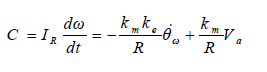 C = I_R dω/dt = − k_m k_e/R θ̇_ω + k_m/R V_a